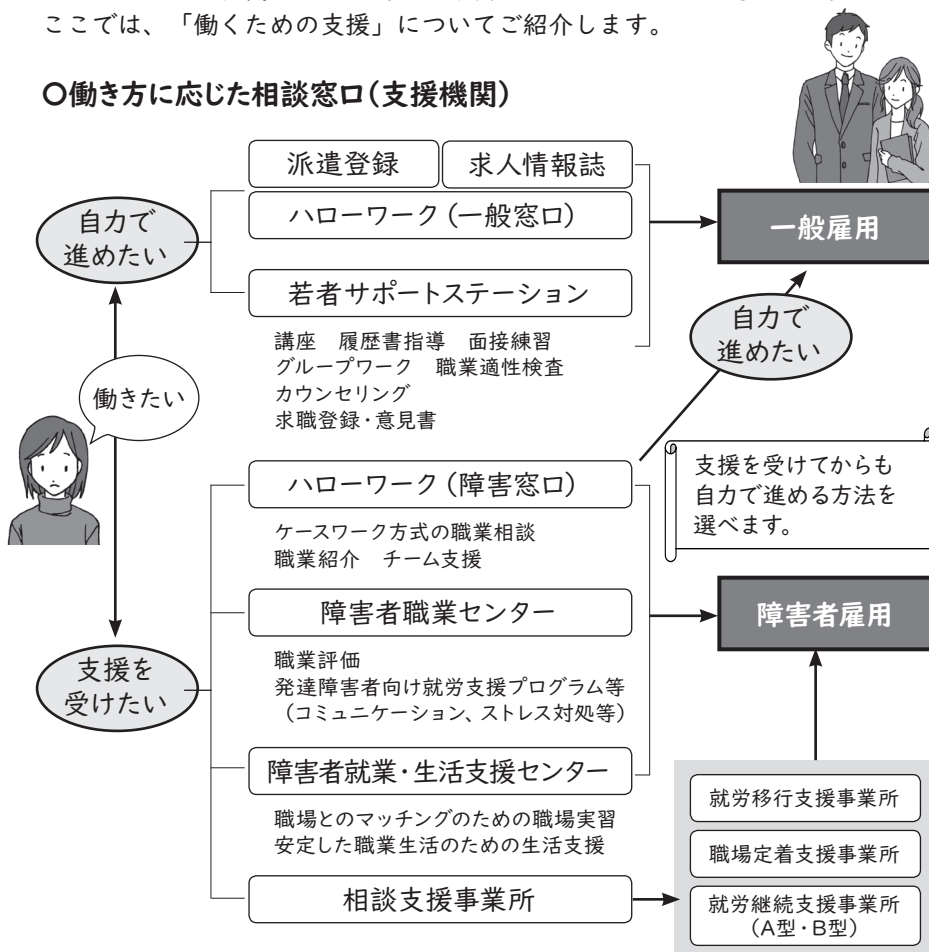 ここでは、「働くための支援」についてご紹介します。
○働き方に応じた相談窓口(支援機関)
派遣登録
求人情報誌
ハローワーク(一般窓口)
自力で
進めたい
一般雇用
若者サポートステーション
講座　履歴書指導　面接練習
グループワーク　職業適性検査
カウンセリング
求職登録・意見書
自力で
進めたい
働きたい
ハローワーク(障害窓口)
ケースワーク方式の職業相談
職業紹介　チーム支援
支援を受けてからも
自力で進める方法を
選べます。
障害者職業センター
職業評価
発達障害者向け就労支援プログラム等
(コミュニケーション、ストレス対処等)
障害者雇用
支援を
受けたい
障害者就業・生活支援センター
職場とのマッチングのための職場実習
安定した職業生活のための生活支援
相談支援事業所
就労移行支援事業所
職場定着支援事業所
就労継続支援事業所
(A型・B型)